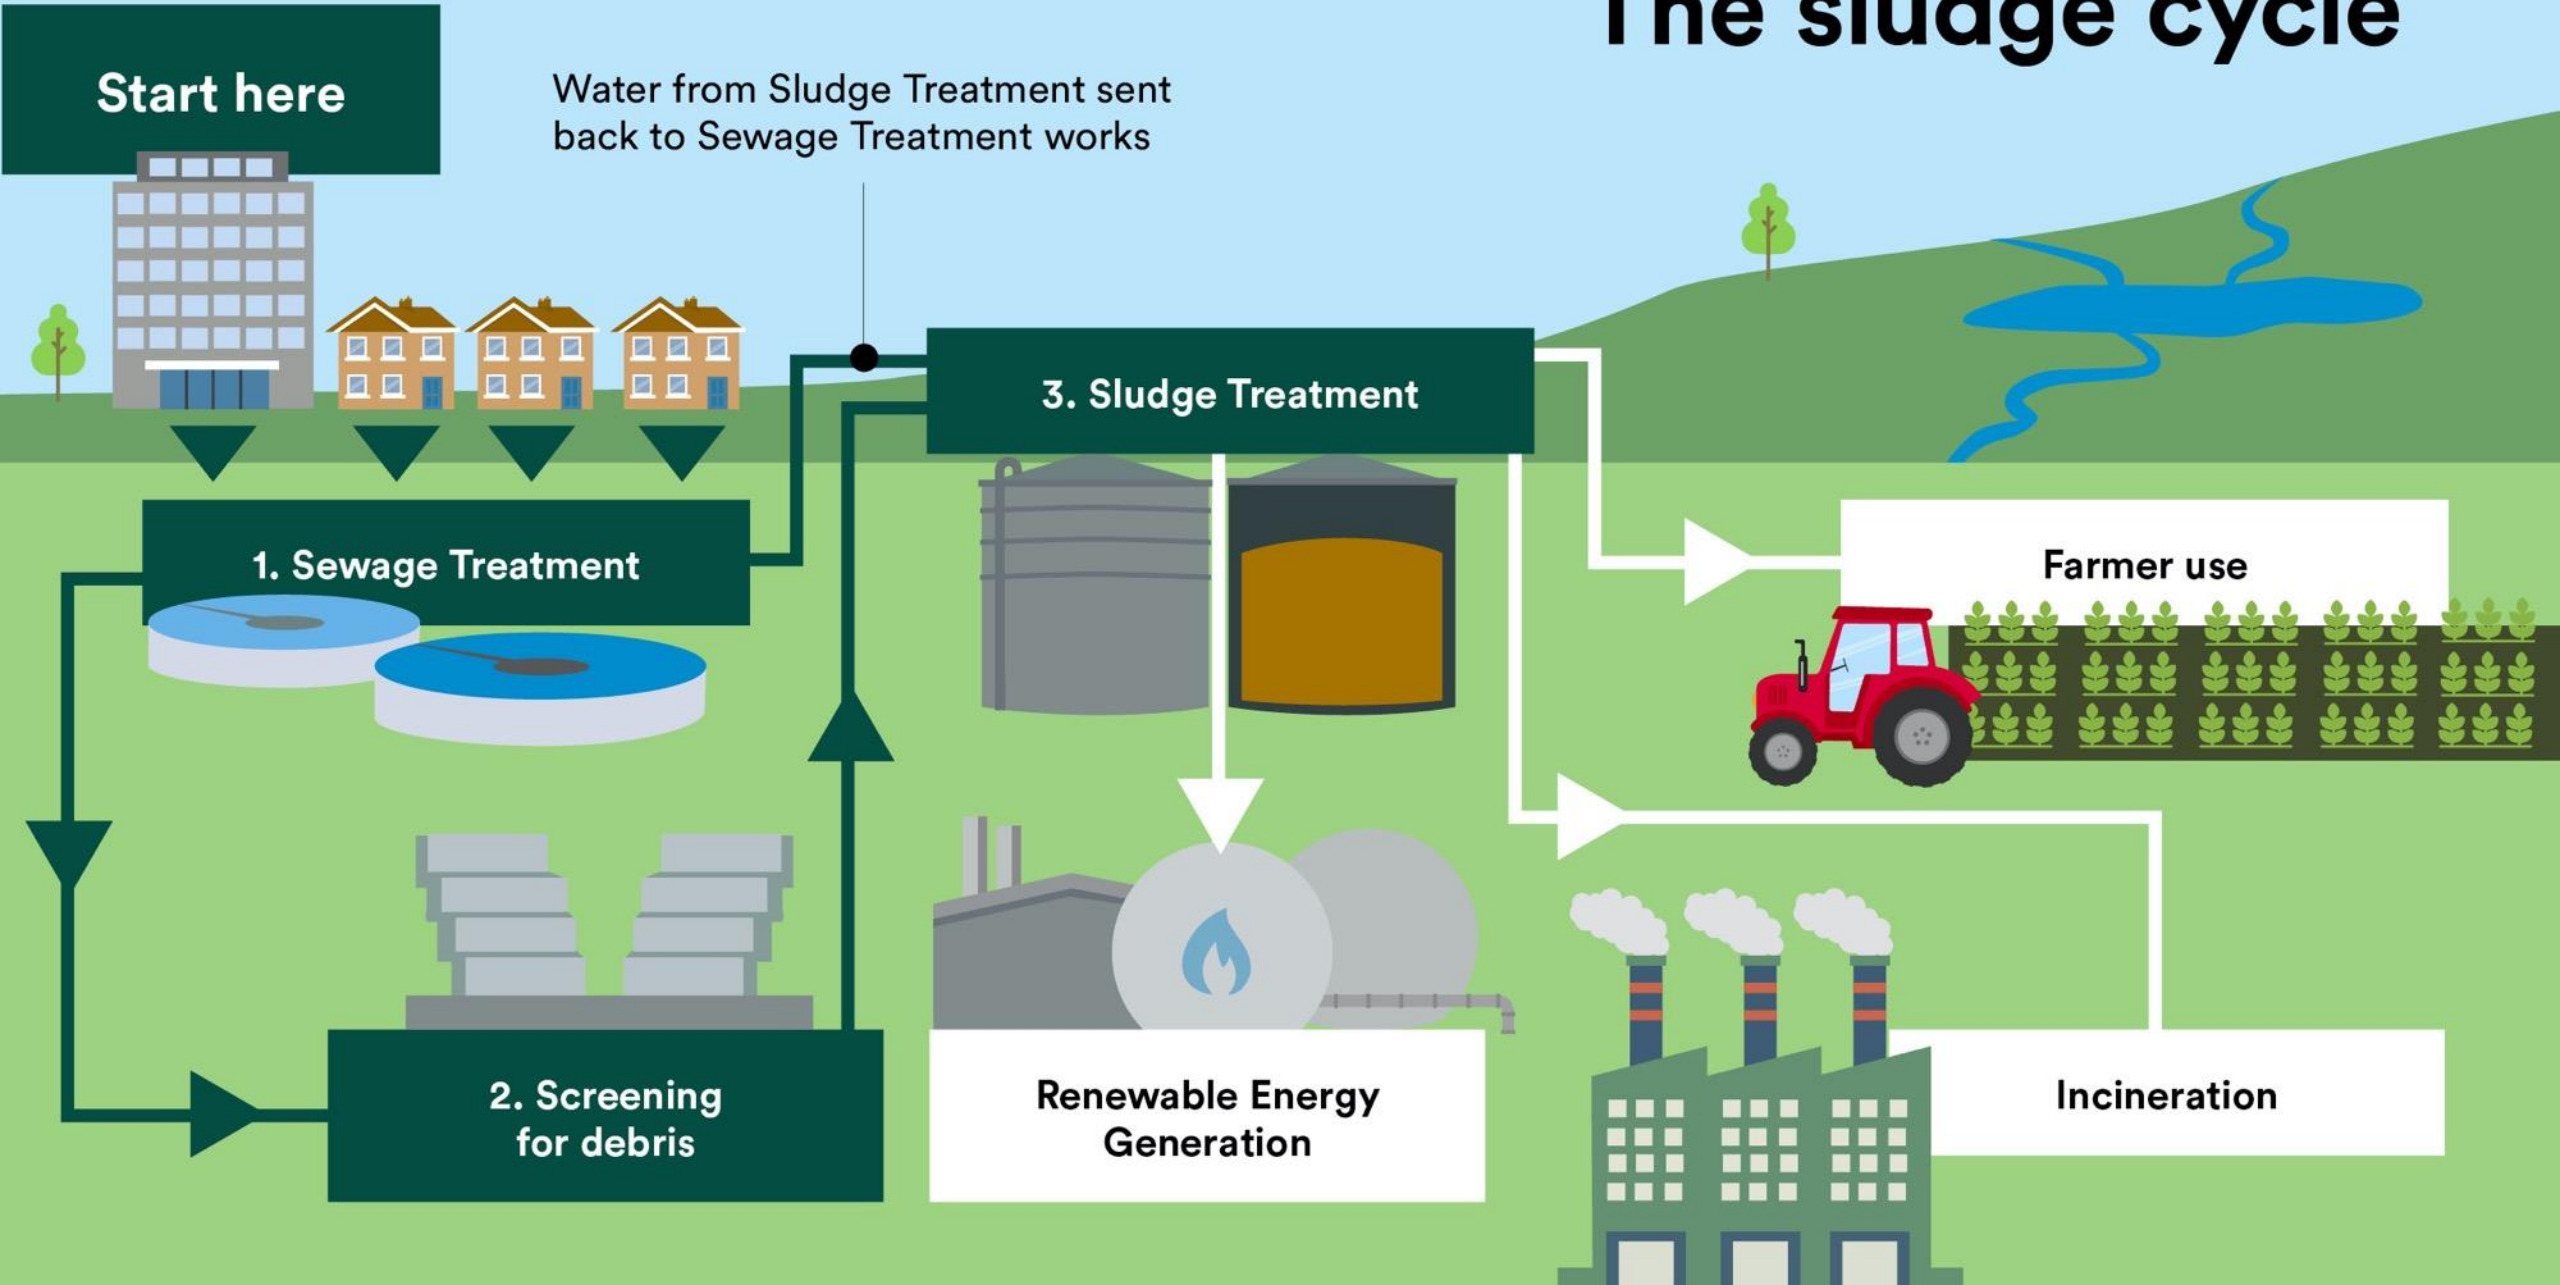 The sludge cycle
Start here
Water from Sludge Treatment sent
back to Sewage Treatment works
3. Sludge Treatment
1. Sewage Treatment
Farmer use
2. Screening
for debris
Renewable Energy
Generation
Incineration